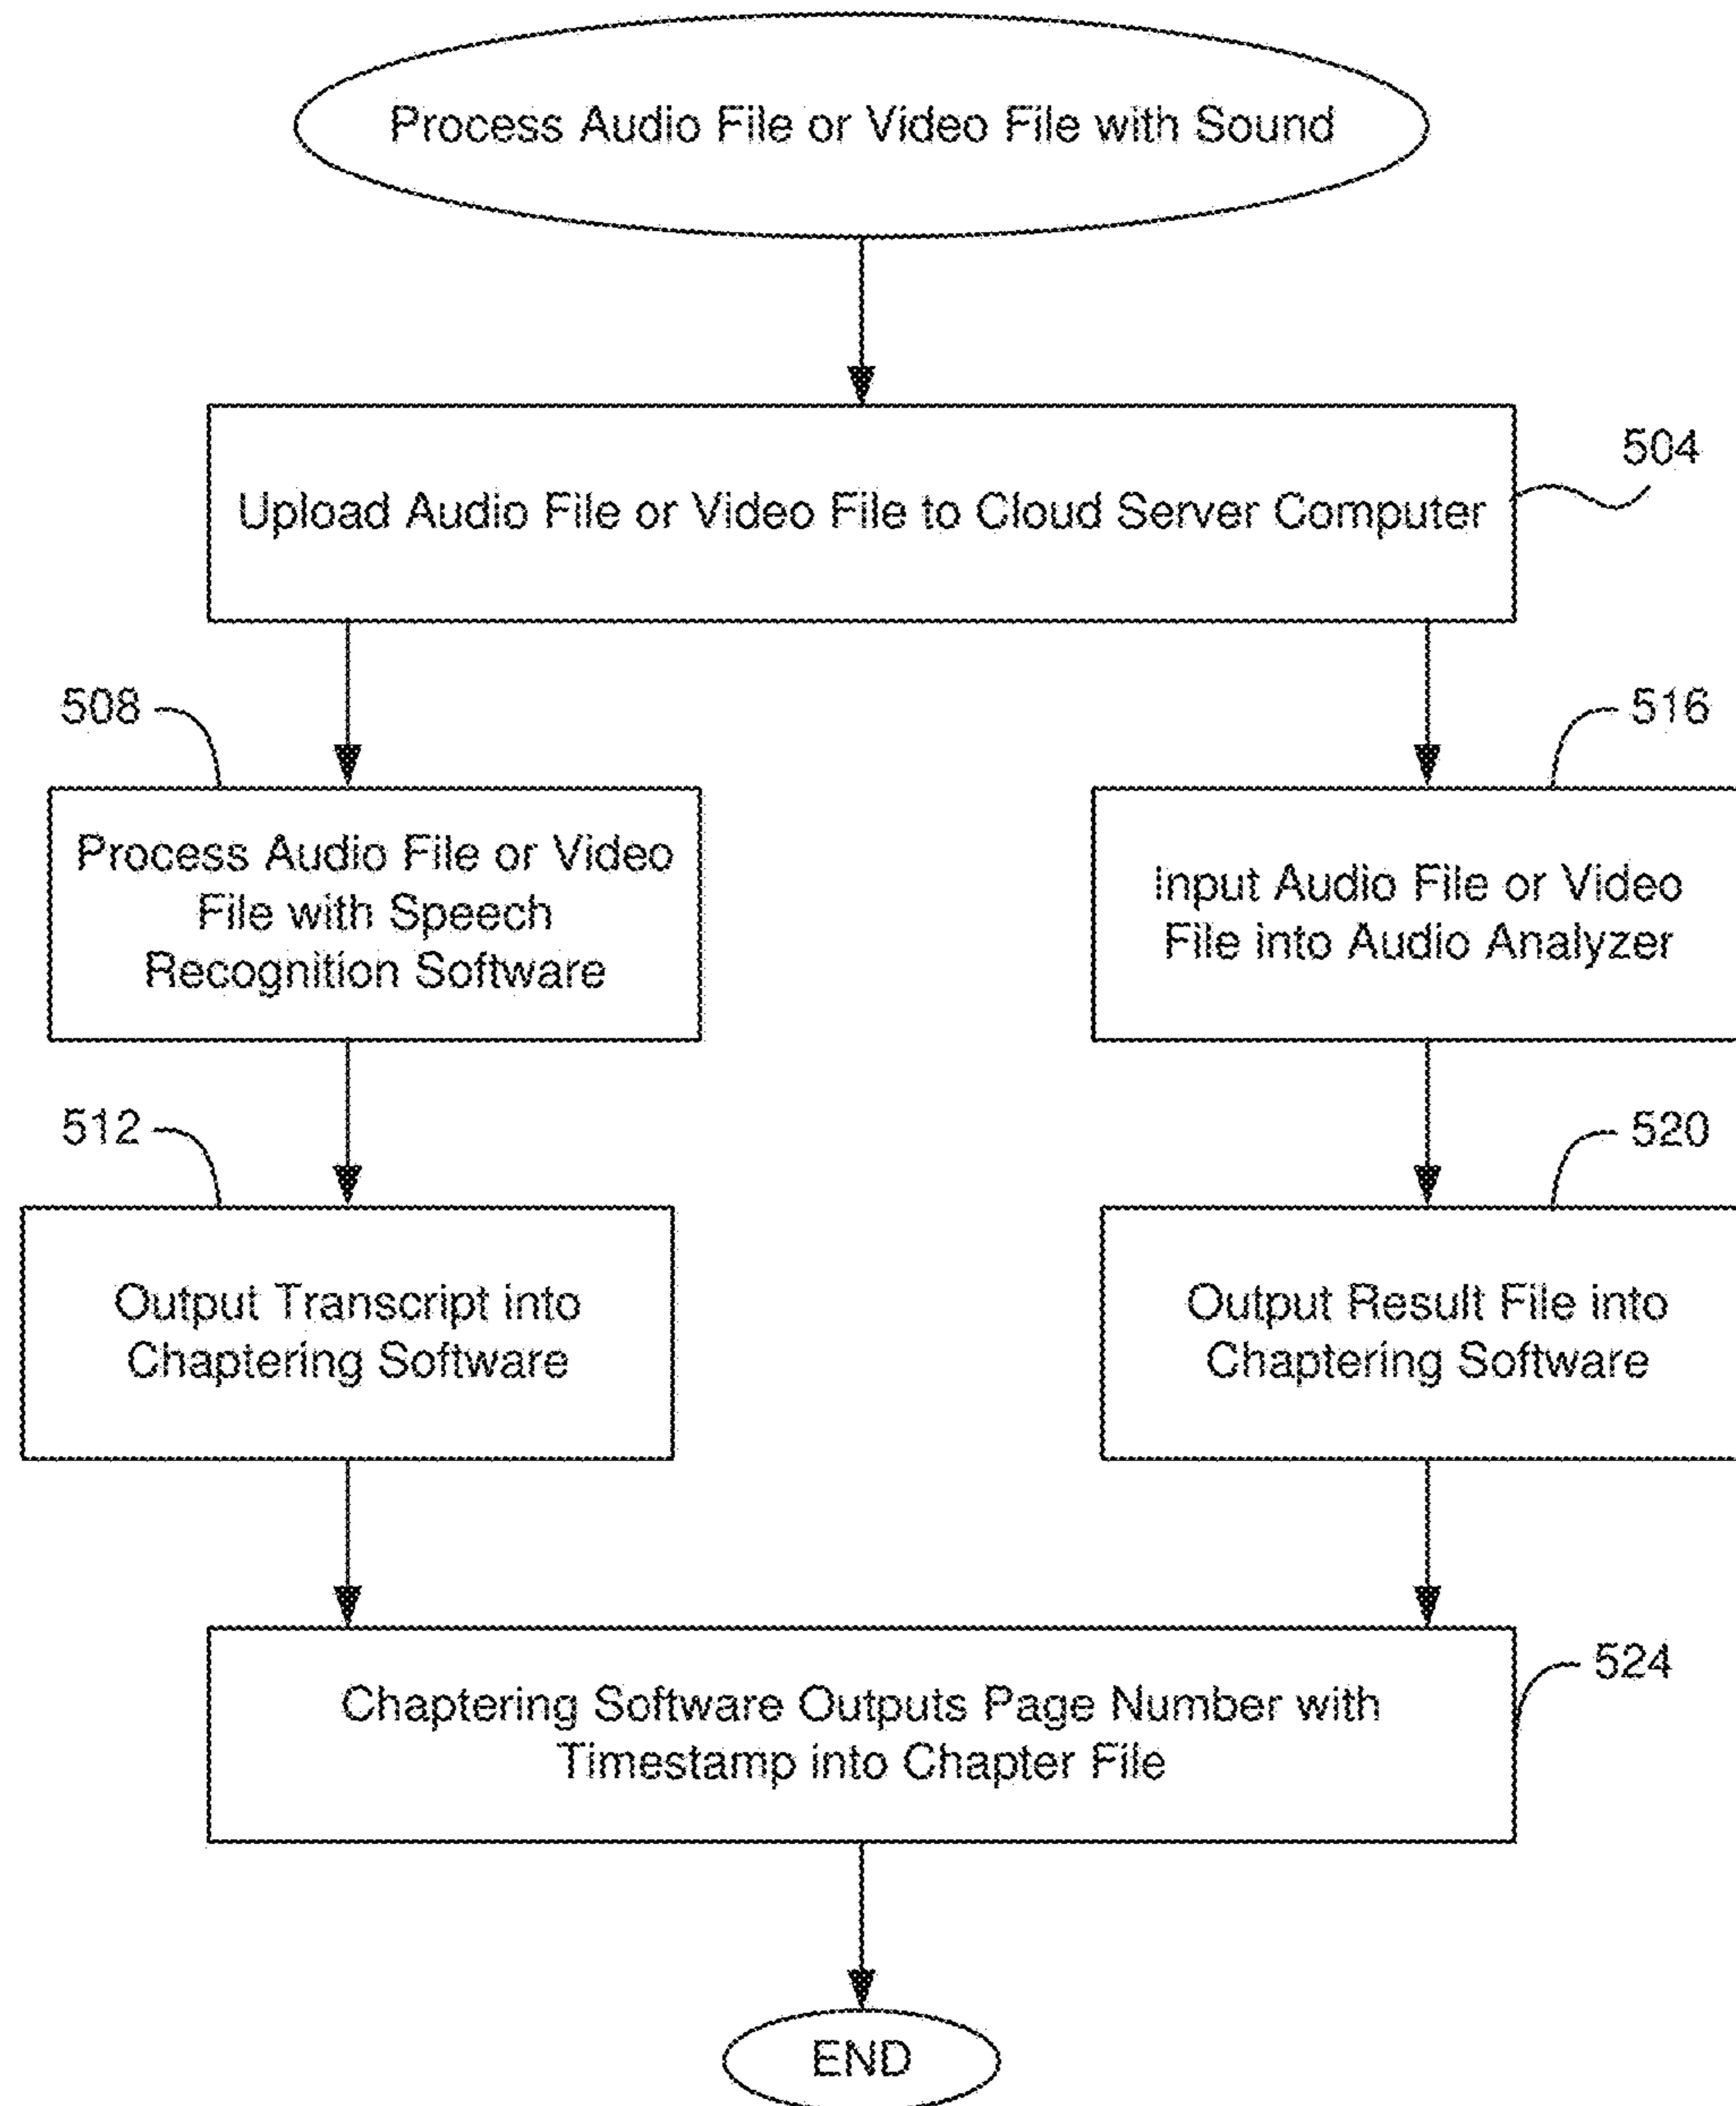 Process Audio File or Video File with Sound
504
Upload Audio File or Video File to Cloud Server Computer
508
516
Process Audio File or Video
File with Speech
Recognition Software
Input Audio File or Video
File into Audio Analyzer
512
520
Output Transcript into
Chaptering Software
Output Result File into
Chaptering Software
524
Chaptering Software Outputs Page Number with
Timestamp into Chapter File
END